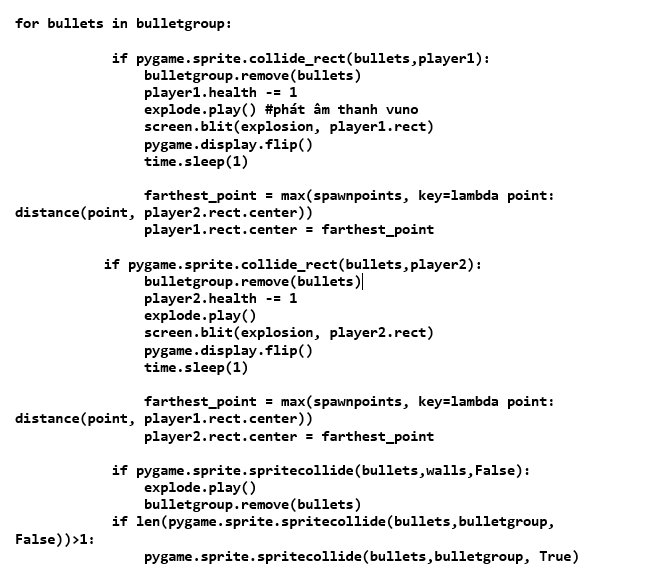 for bullets in bulletgroup:
if pygame.sprite.collide_rect(bullets,player1):
bulletgroup.remove(bullets)
player1.health -= 1
explode.play() #phát âm thanh vuno
screen.blit(explosion, player1.rect)
pygame.display.flip()
time.sleep(1)
farthest_point = max(spawnpoints, key=lambda point:
distance(point, player2.rect.center))
player1.rect.center = farthest_point
if pygame.sprite.collide_rect(bullets,player2):
bulletgroup.remove(bullets)
player2.health -= 1
explode.play()
screen.blit(explosion, player2.rect)
pygame.display.flip()
time.sleep(1)
farthest_point = max(spawnpoints, key=lambda point:
distance(point, player1.rect.center))
player2.rect.center = farthest_point
if pygame.sprite.spritecollide(bullets,walls,False):
explode.play()
bulletgroup.remove(bullets)
if len(pygame.sprite.spritecollide(bullets,bulletgroup,
False))>1:
pygame.sprite.spritecollide(bullets,bulletgroup, True)